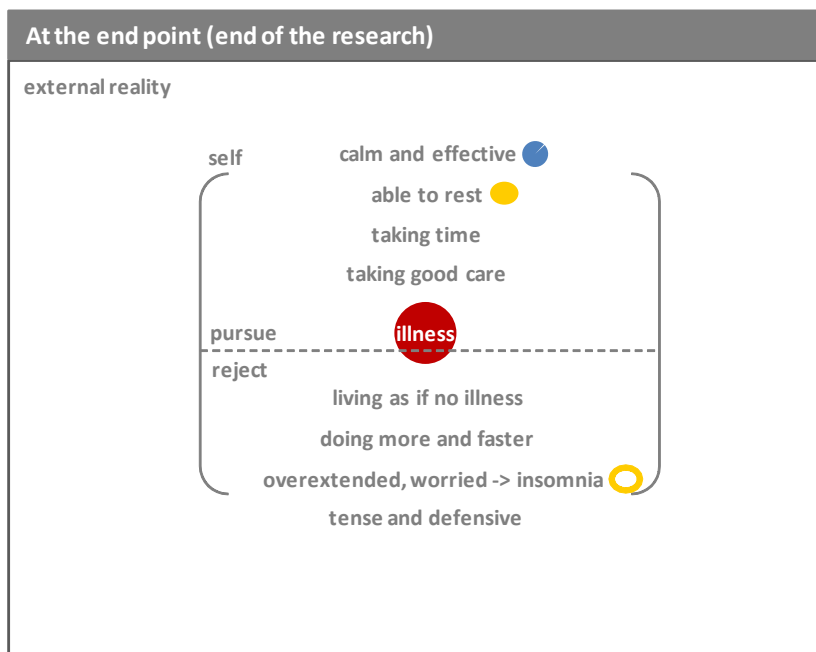 At the end point (end of the research)
external reality
self
calm and effective
able to rest
taking time
taking good care
pursue
illness
reject
living as if no illness
doing more and faster
overextended, worried -> insomnia
tense and defensive